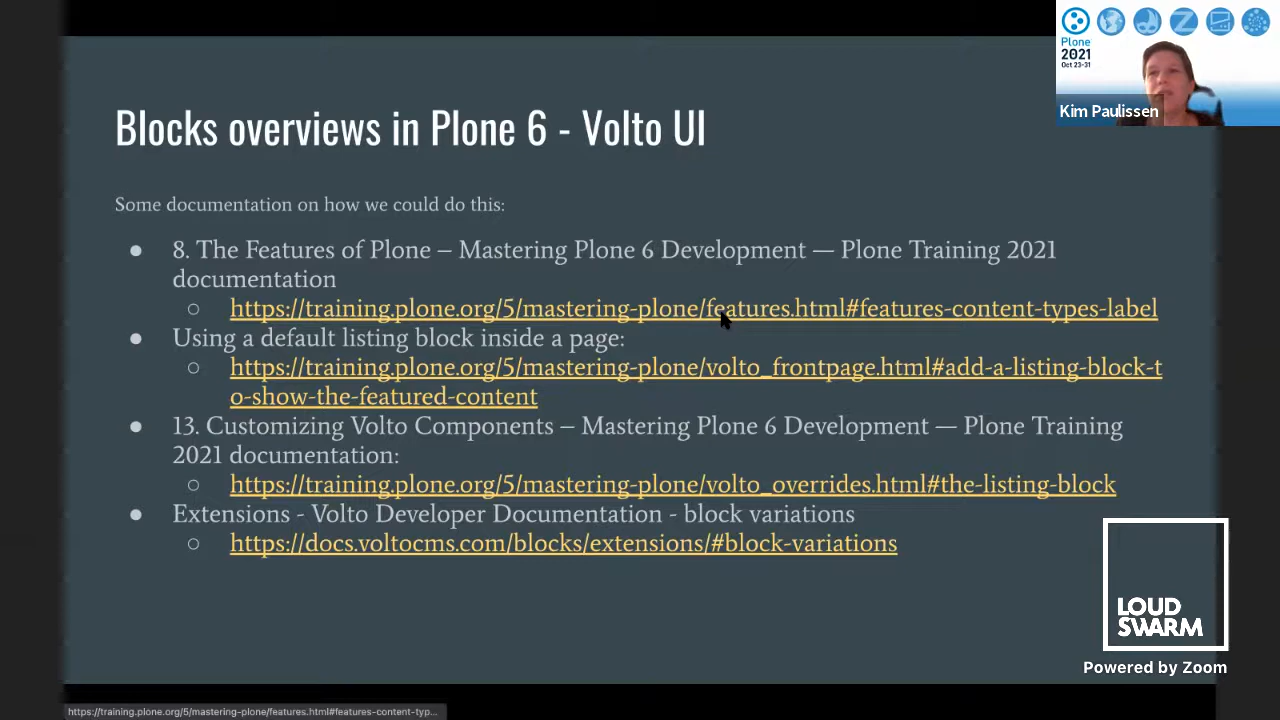 Plone
2021
Oct 23-31
Kim Paulissen
Blocks overviews in Plone 6 - Volto UI
Some documentation on how we could do this:
● 8. The Features of Plone – Mastering Plone 6 Development — Plone Training 2021
documentation
○ https://training.plone.org/5/mastering-plone/features.html#features-content-types-label
● Using a default listing block inside a page:
○ https://training.plone.org/5/mastering-plone/volto_frontpage.html#add-a-listing-block-t
o-show-the-featured-content
● 13. Customizing Volto Components – Mastering Plone 6 Development — Plone Training
2021 documentation:
○ https://training.plone.org/5/mastering-plone/volto_overrides.html#the-listing-block
● Extensions - Volto Developer Documentation - block variations
○ https://docs.voltocms.com/blocks/extensions/#block-variations
LOUD
SWARM
Powered by Zoom
https://training.plone.org/5/mastering-plone/features.html#features-content-typ...